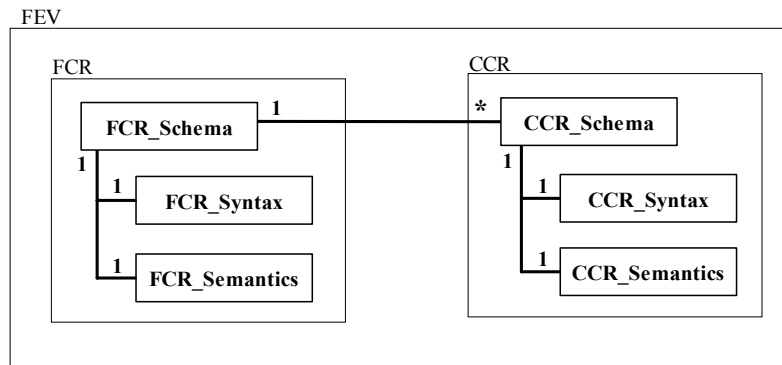 FEV
FCR
CCR
1
*
FCR_Schema
CCR_Schema
1
1
1
1
FCR_Syntax
CCR_Syntax
1
1
FCR_Semantics
CCR_Semantics